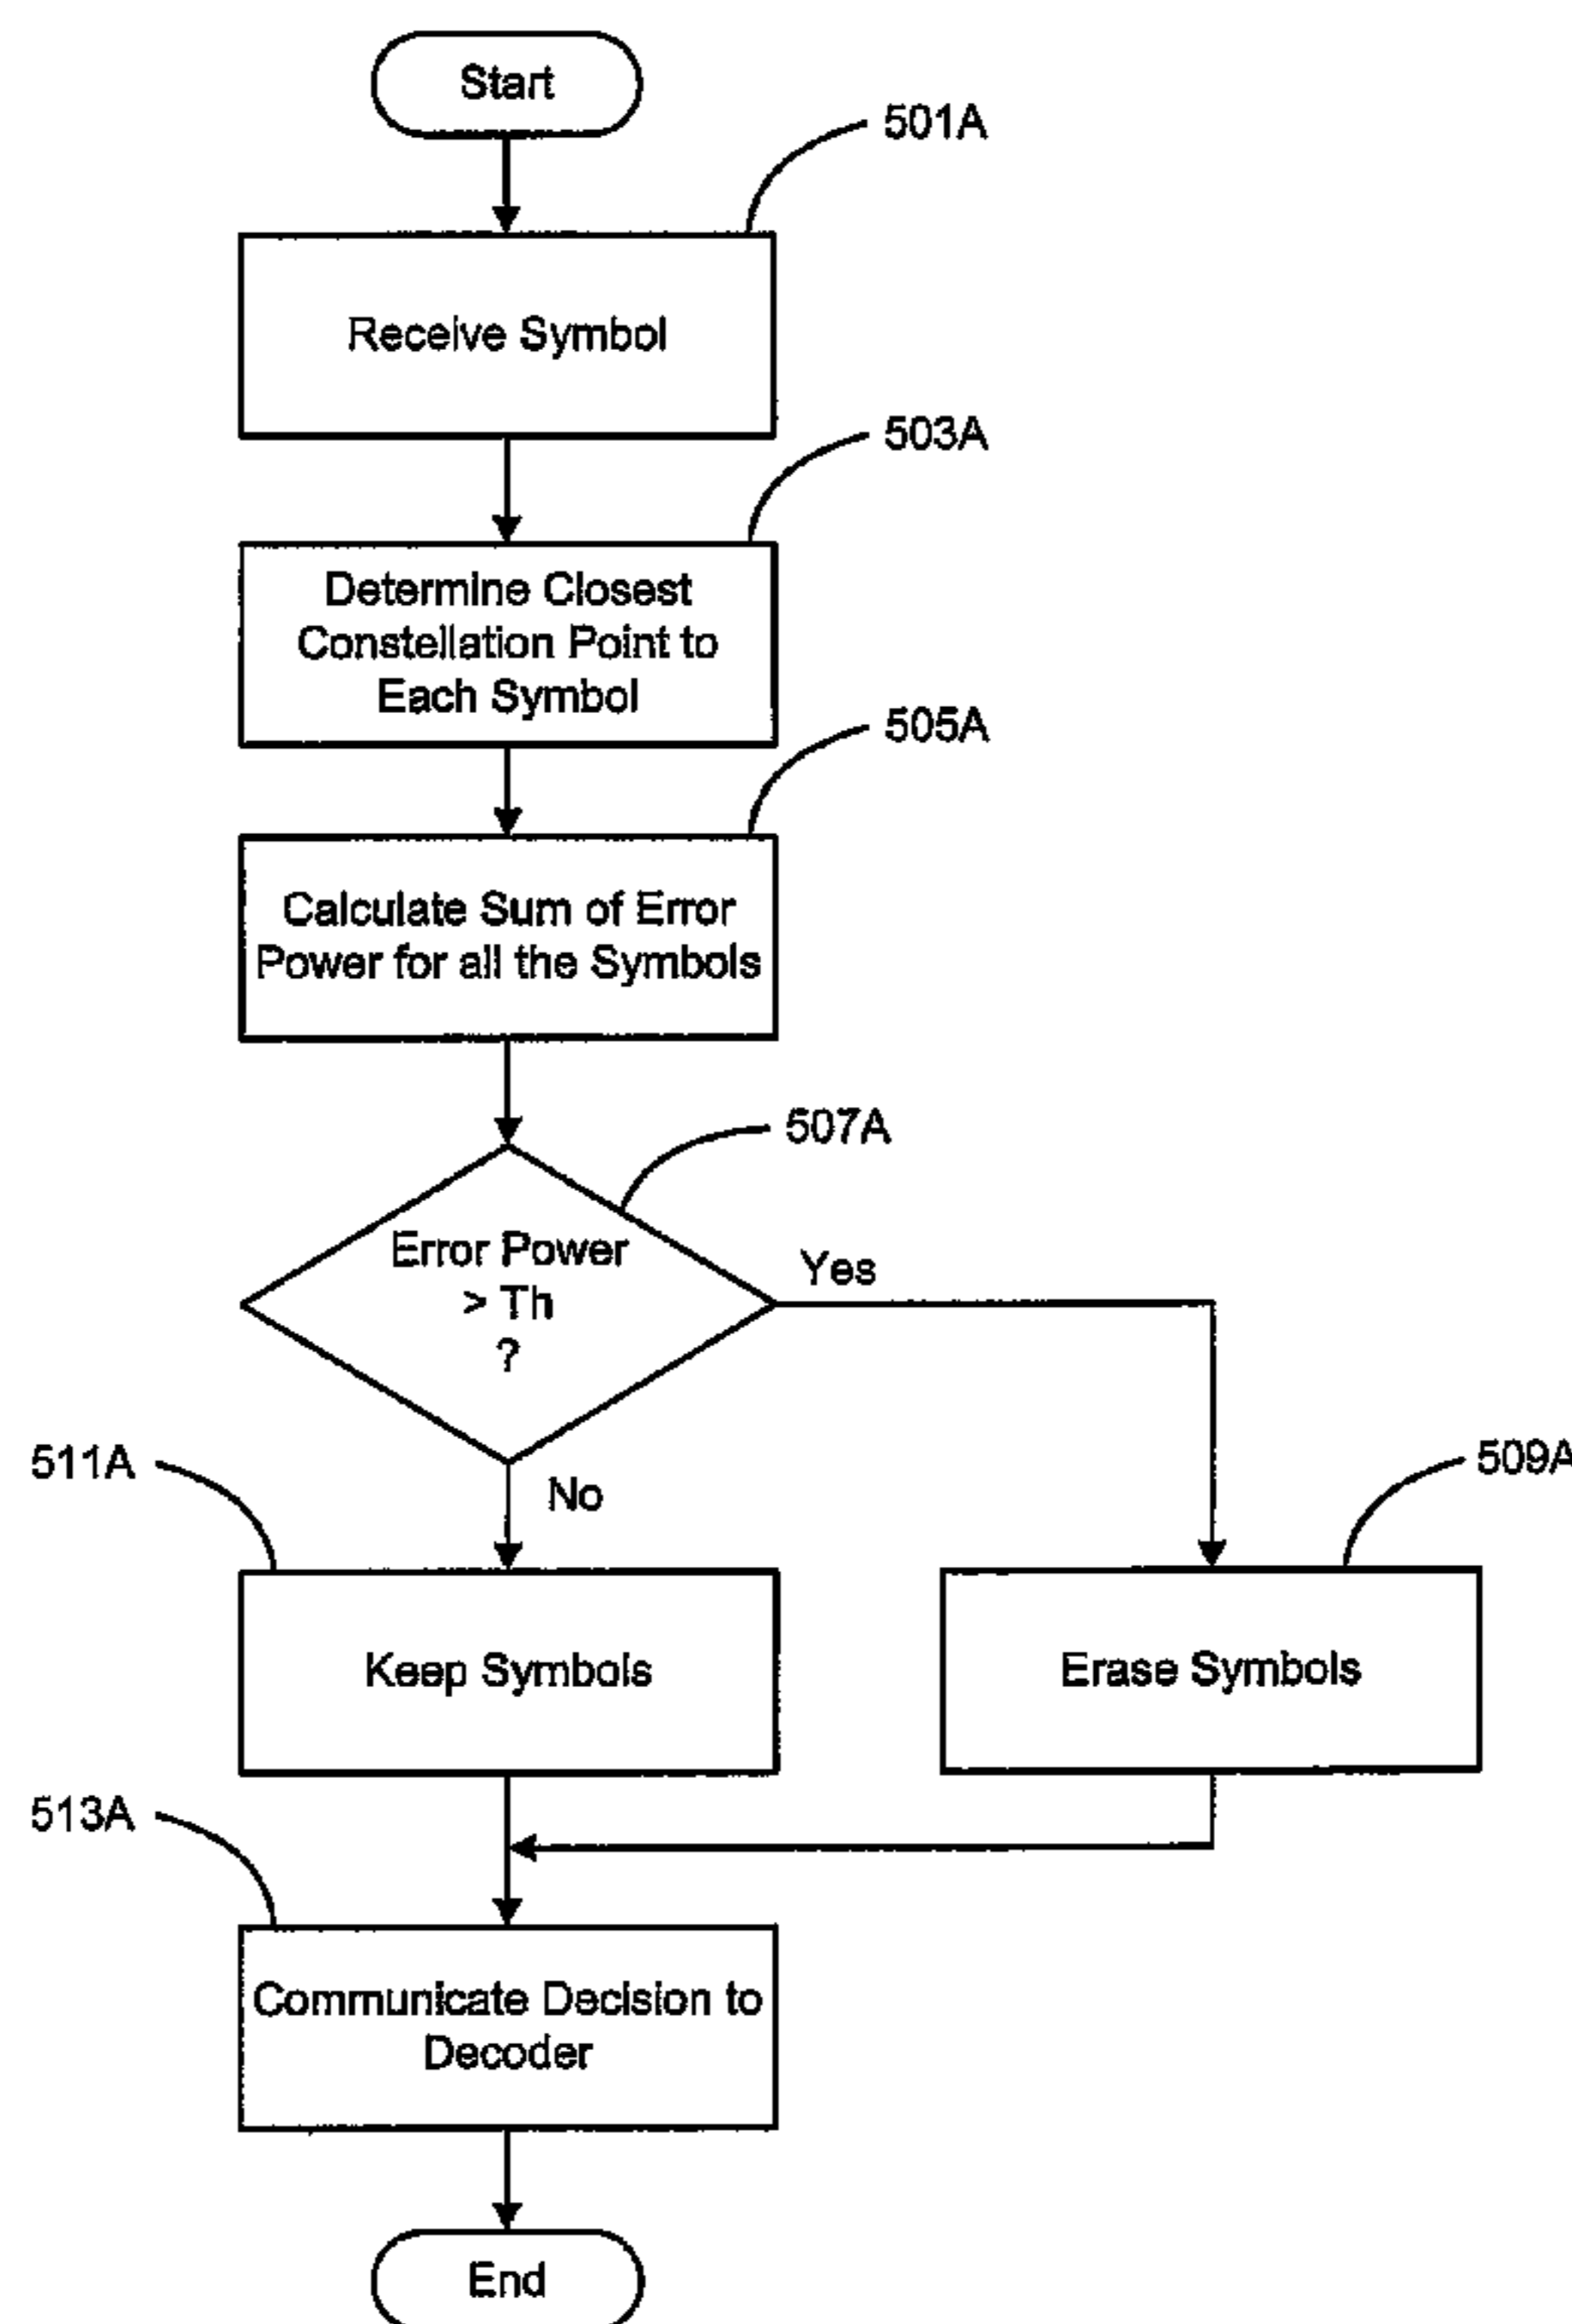 Start
501A
Receive Symbol
503A
Determine Closest
Constellation Point to
Each Symbol
505A
Calculate Sum of Error
Power for all the Symbols
507A
Error Power
> Th
?
Yes
No
511A
509A
Keep Symbols
Erase Symbols
513A
Communicate Decision to
Decoder
End